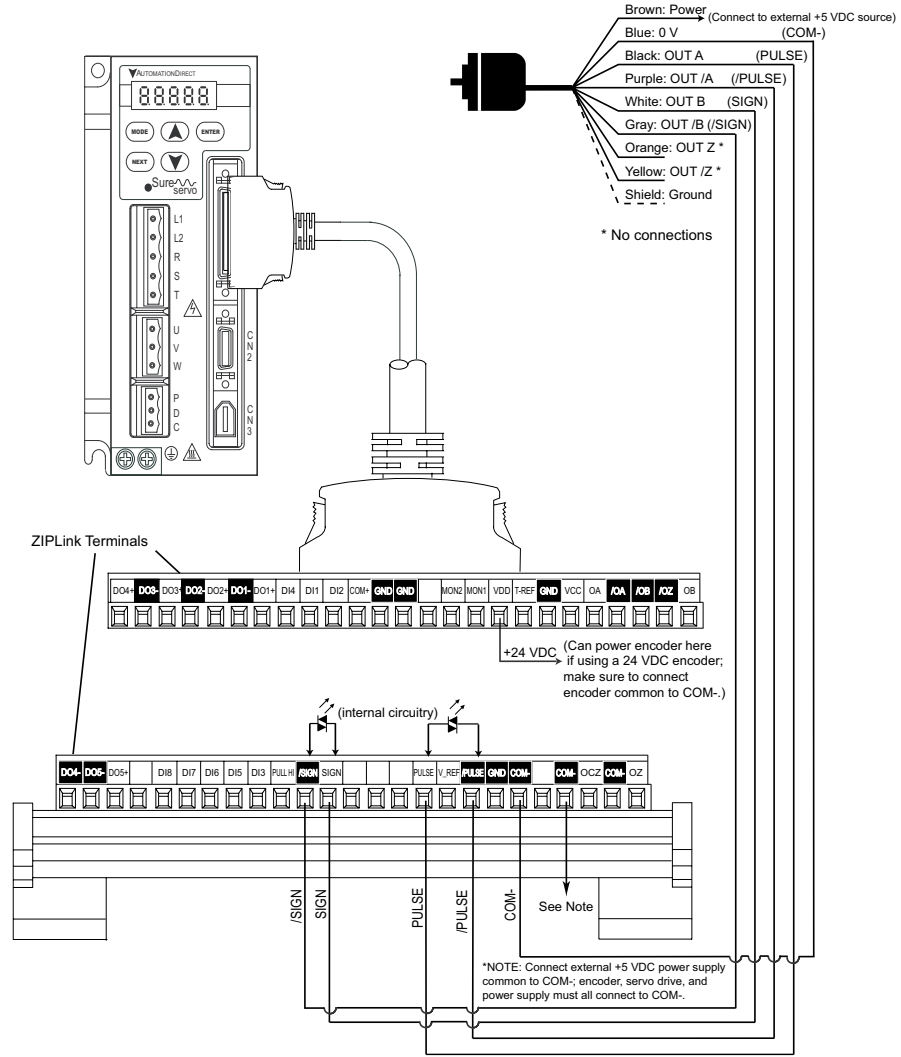 Brown: Power (Connect to external +5 VDC source)
Blue: 0 V (COM-)
Black: OUT A (PULSE)
Purple: OUT /A (/PULSE)
White: OUT B (SIGN)
Gray: OUT /B (/SIGN)
Orange: OUT Z *
Yellow: OUT /Z *
Shield: Ground
* No connections
AUTOMATIONDIRECT
8.8.8.8.8
MODE
ENTER
NEXT
Sure
servo
L1
L2
R
S
T
U
V
W
P
D
C
CN2
CN3
ZIPLink Terminals
DO4+ DO3- DO3+ DO2- DO2+ DO1- DO1+ DI4 DI1 DI2 COM+ GND GND MON2 MON1 VDD T-REF GND VCC OA /OA /OB /OZ OB
+24 VDC
(Can power encoder here
if using a 24 VDC encoder;
make sure to connect
encoder common to COM-.)
(internal circuitry)
DO4- DO5- DO5+ DI8 DI7 DI6 DI5 DI3 PULL HI /SIGN SIGN PULSE V_REF /PULSE GND COM- COM- OCZ COM- OZ
/SIGN
SIGN
PULSE
/PULSE
COM-
See Note
*NOTE: Connect external +5 VDC power supply
common to COM-; encoder, servo drive, and
power supply must all connect to COM-.